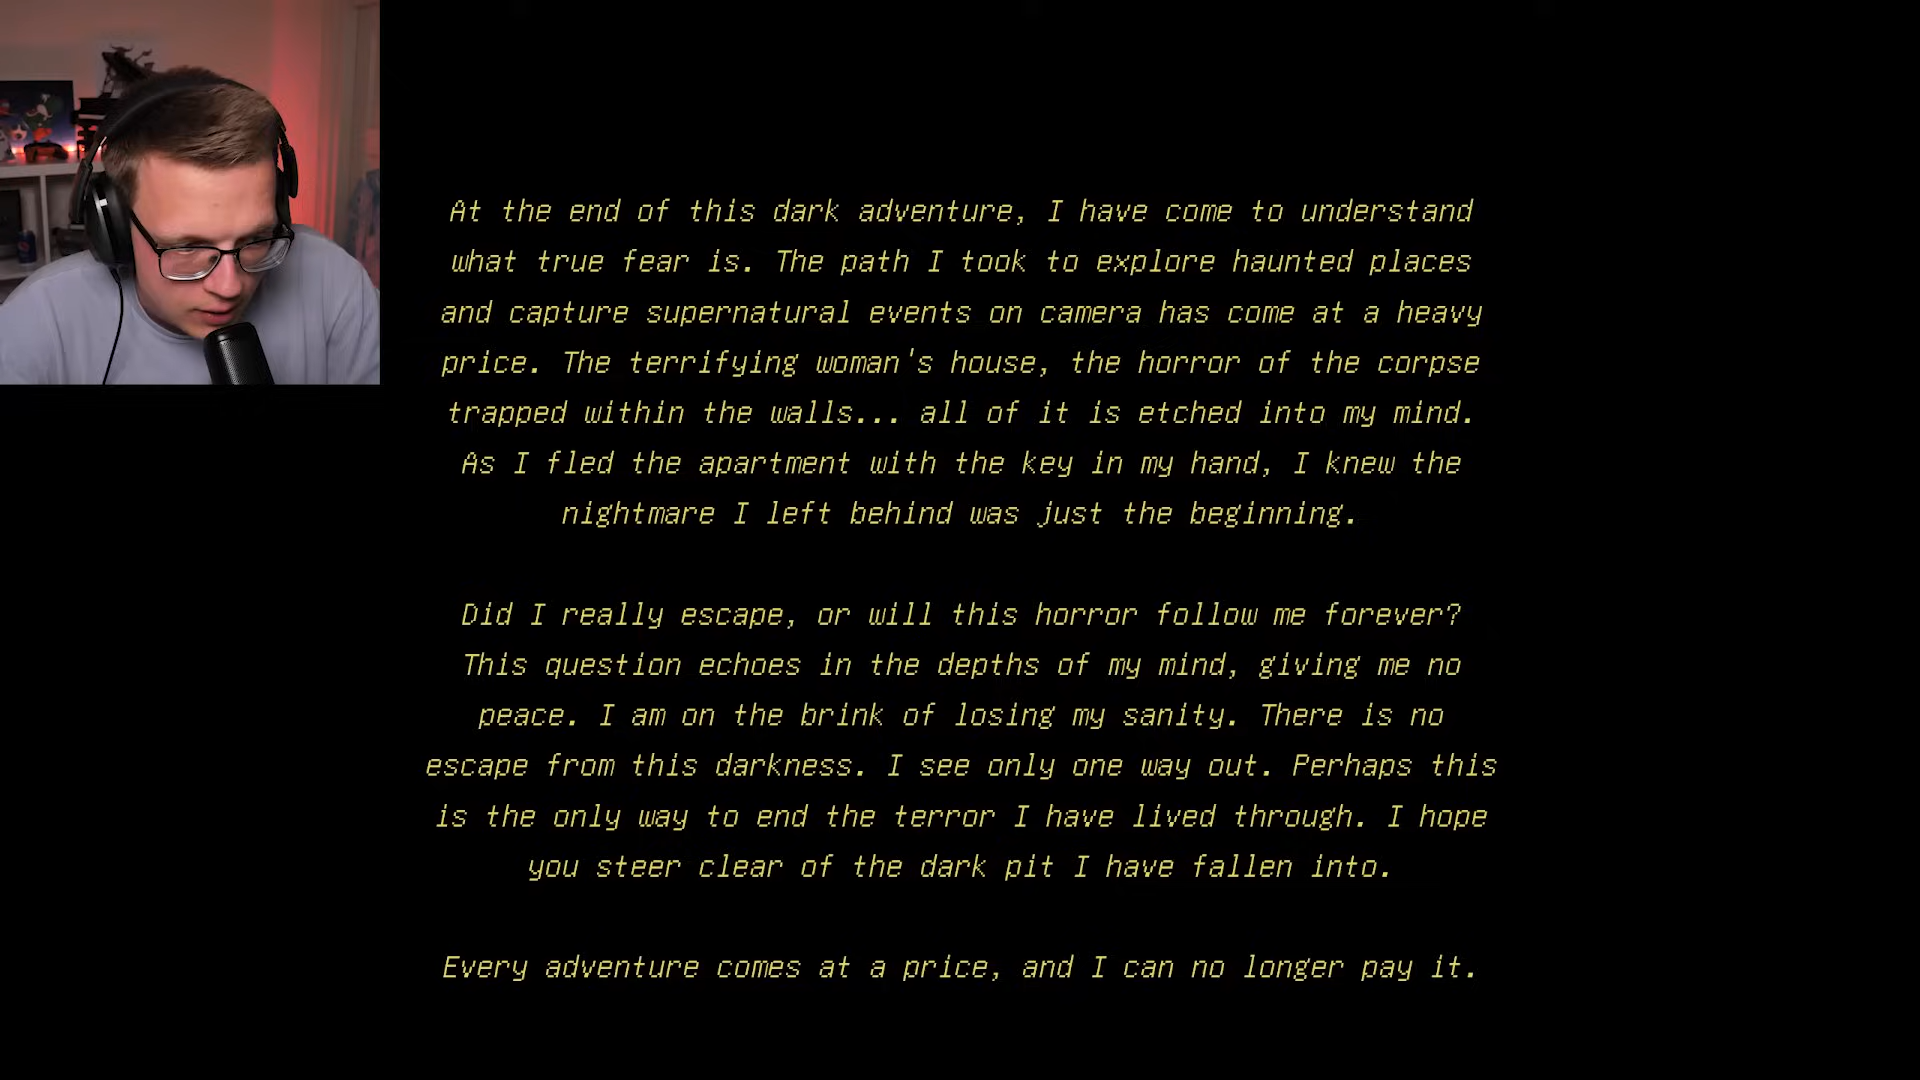 At the end of this dark adventure, I have come to understand
what true fear is. The path I took to explore haunted places
and capture supernatural events on camera has come at a heavy
price. The terrifying woman's house, the horror of the corpse
trapped within the walls... all of it is etched into my mind.
As I fled the apartment with the key in my hand, I knew the
nightmare I left behind was just the beginning.
Did I really escape, or will this horror follow me forever?
This question echoes in the depths of my mind, giving me no
peace. I am on the brink of losing my sanity. There is no
escape from this darkness. I see only one way out. Perhaps this
is the only way to end the terror I have lived through. I hope
you steer clear of the dark pit I have fallen into.
Every adventure comes at a price, and I can no longer pay it.